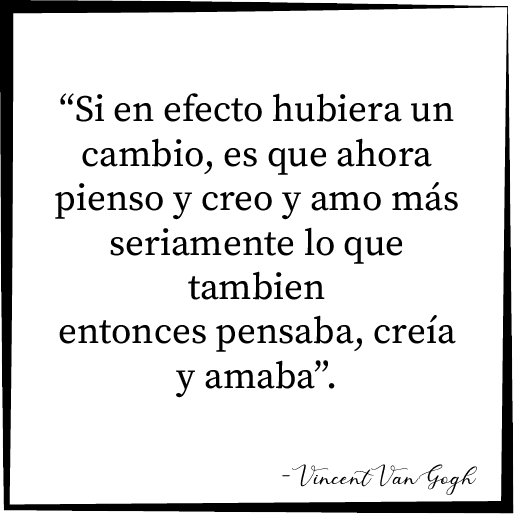 “Si en efecto hubiera un
cambio, es que ahora
pienso y creo y amo más
seriamente lo que
tambien
entonces pensaba, creía
y amaba”.
-Vincent Van Gogh